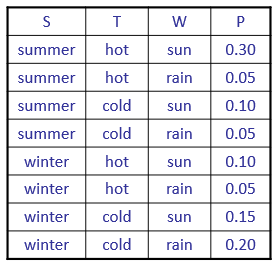 S T W P
summer hot sun 0.30
summer hot rain 0.05
summer cold sun 0.10
summer cold rain 0.05
winter hot sun 0.10
winter hot rain 0.05
winter cold sun 0.15
winter cold rain 0.20